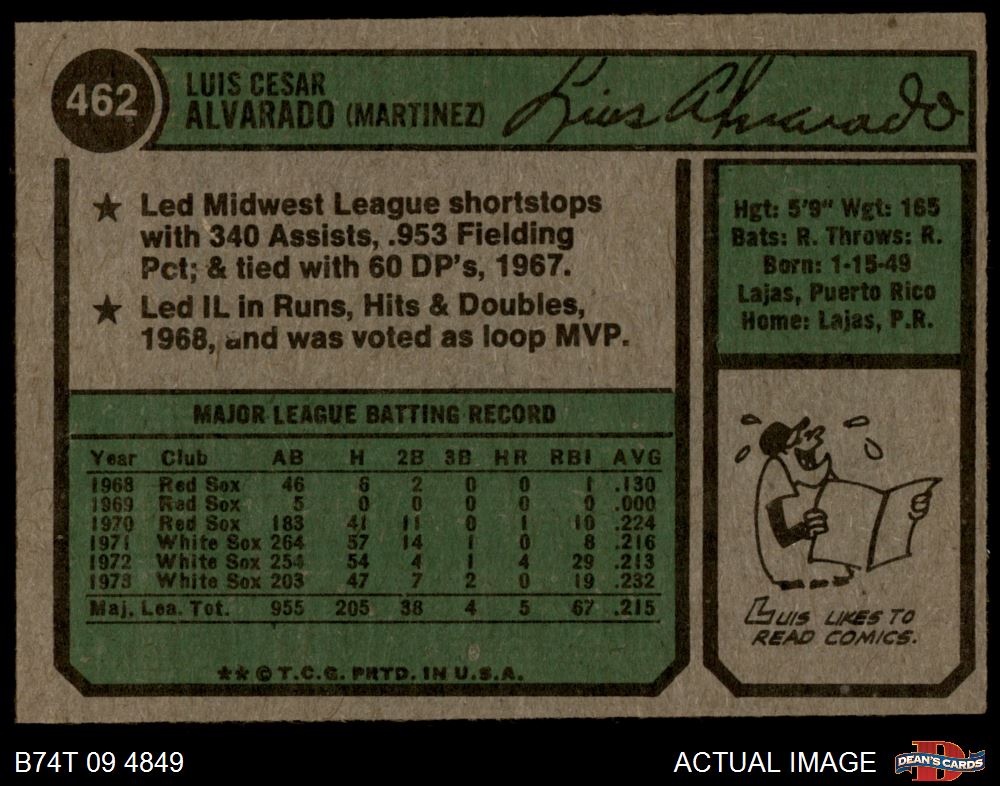 462
LUIS CESAR
ALVARADO (MARTINEZ)
Luis Alvarado
★ Led Midwest League shortstops
with 340 Assists, .953 Fielding
Pct; & tied with 60 DP's, 1967.
★ Led IL in Runs, Hits & Doubles,
1968, and was voted as loop MVP.
Hgt: 5'9" Wgt: 165
Bats: R. Throws: R.
Born: 1-15-49
Lajas, Puerto Rico
Home: Lajas, P.R.
MAJOR LEAGUE BATTING RECORD
Year Club AB H 2B 3B HR RBI AVG
1968 Red Sox 46 6 2 0 0 1 .130
1969 Red Sox 5 0 0 0 0 0 .000
1970 Red Sox 183 41 11 0 1 10 .224
1971 White Sox 264 57 14 1 0 8 .216
1972 White Sox 254 54 4 1 4 29 .213
1973 White Sox 203 47 7 2 0 19 .232
Maj. Lea. Tot. 955 205 38 4 5 67 .215
★★ © T.C.G. PRTD. IN U.S.A.
LUIS LIKES TO
READ COMICS.
B74T 09 4849
ACTUAL IMAGE
D
DEAN'S CARDS